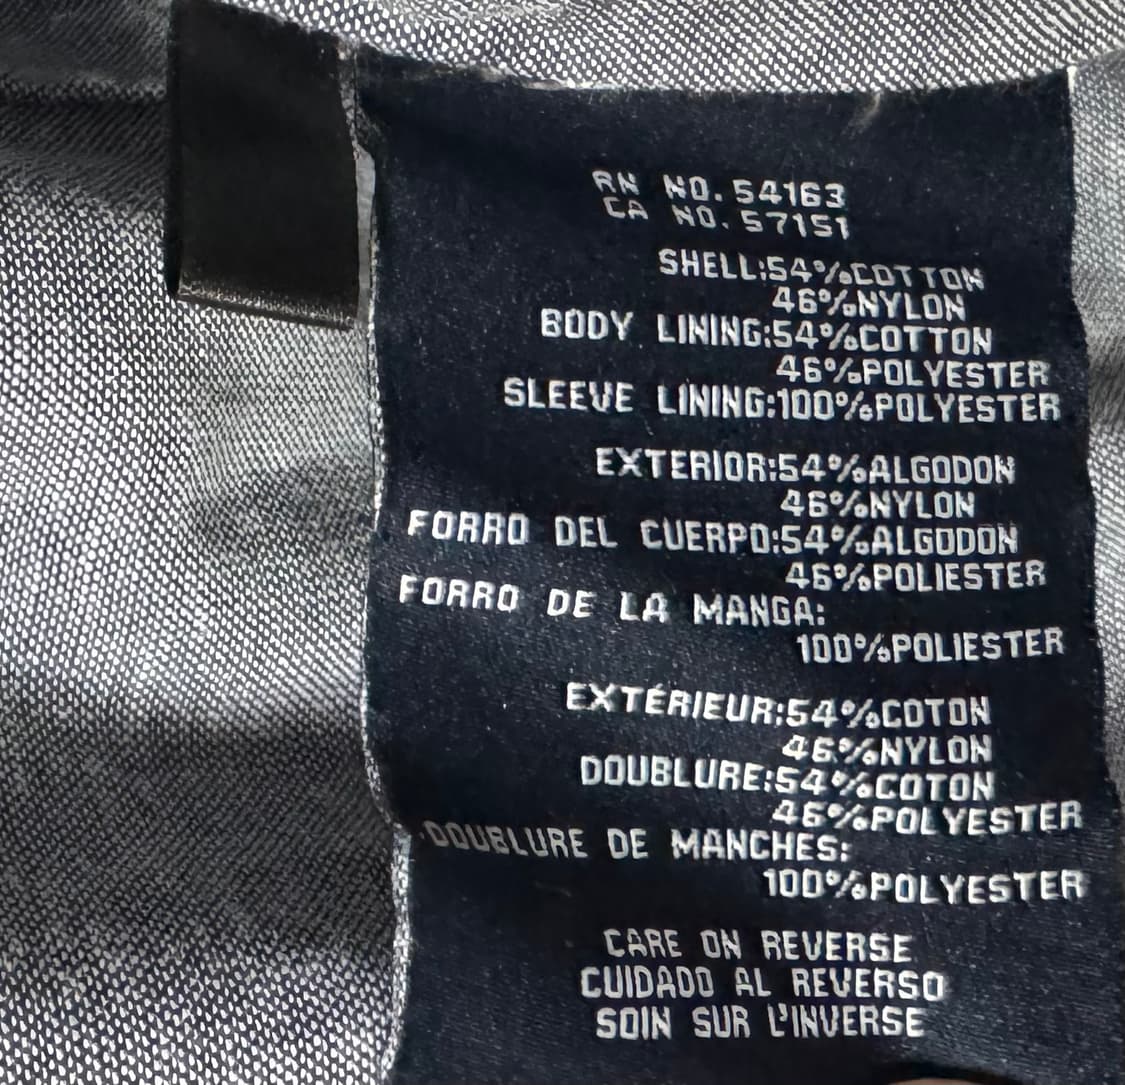 RN NO. 54163
CA NO. 57151
SHELL:54%COTTON
46%NYLON
BODY LINING:54%COTTON
46%POLYESTER
SLEEVE LINING:100%POLYESTER
EXTERIOR:54%ALGODON
46%NYLON
FORRO DEL CUERPO:54%ALGODON
46%POLIESTER
FORRO DE LA MANGA:
100%POLIESTER
EXTÉRIEUR:54%COTON
46%NYLON
DOUBLURE:54%COTON
46%POLYESTER
DOUBLURE DE MANCHES:
100%POLYESTER
CARE ON REVERSE
CUIDADO AL REVERSO
SOIN SUR L'INVERSE